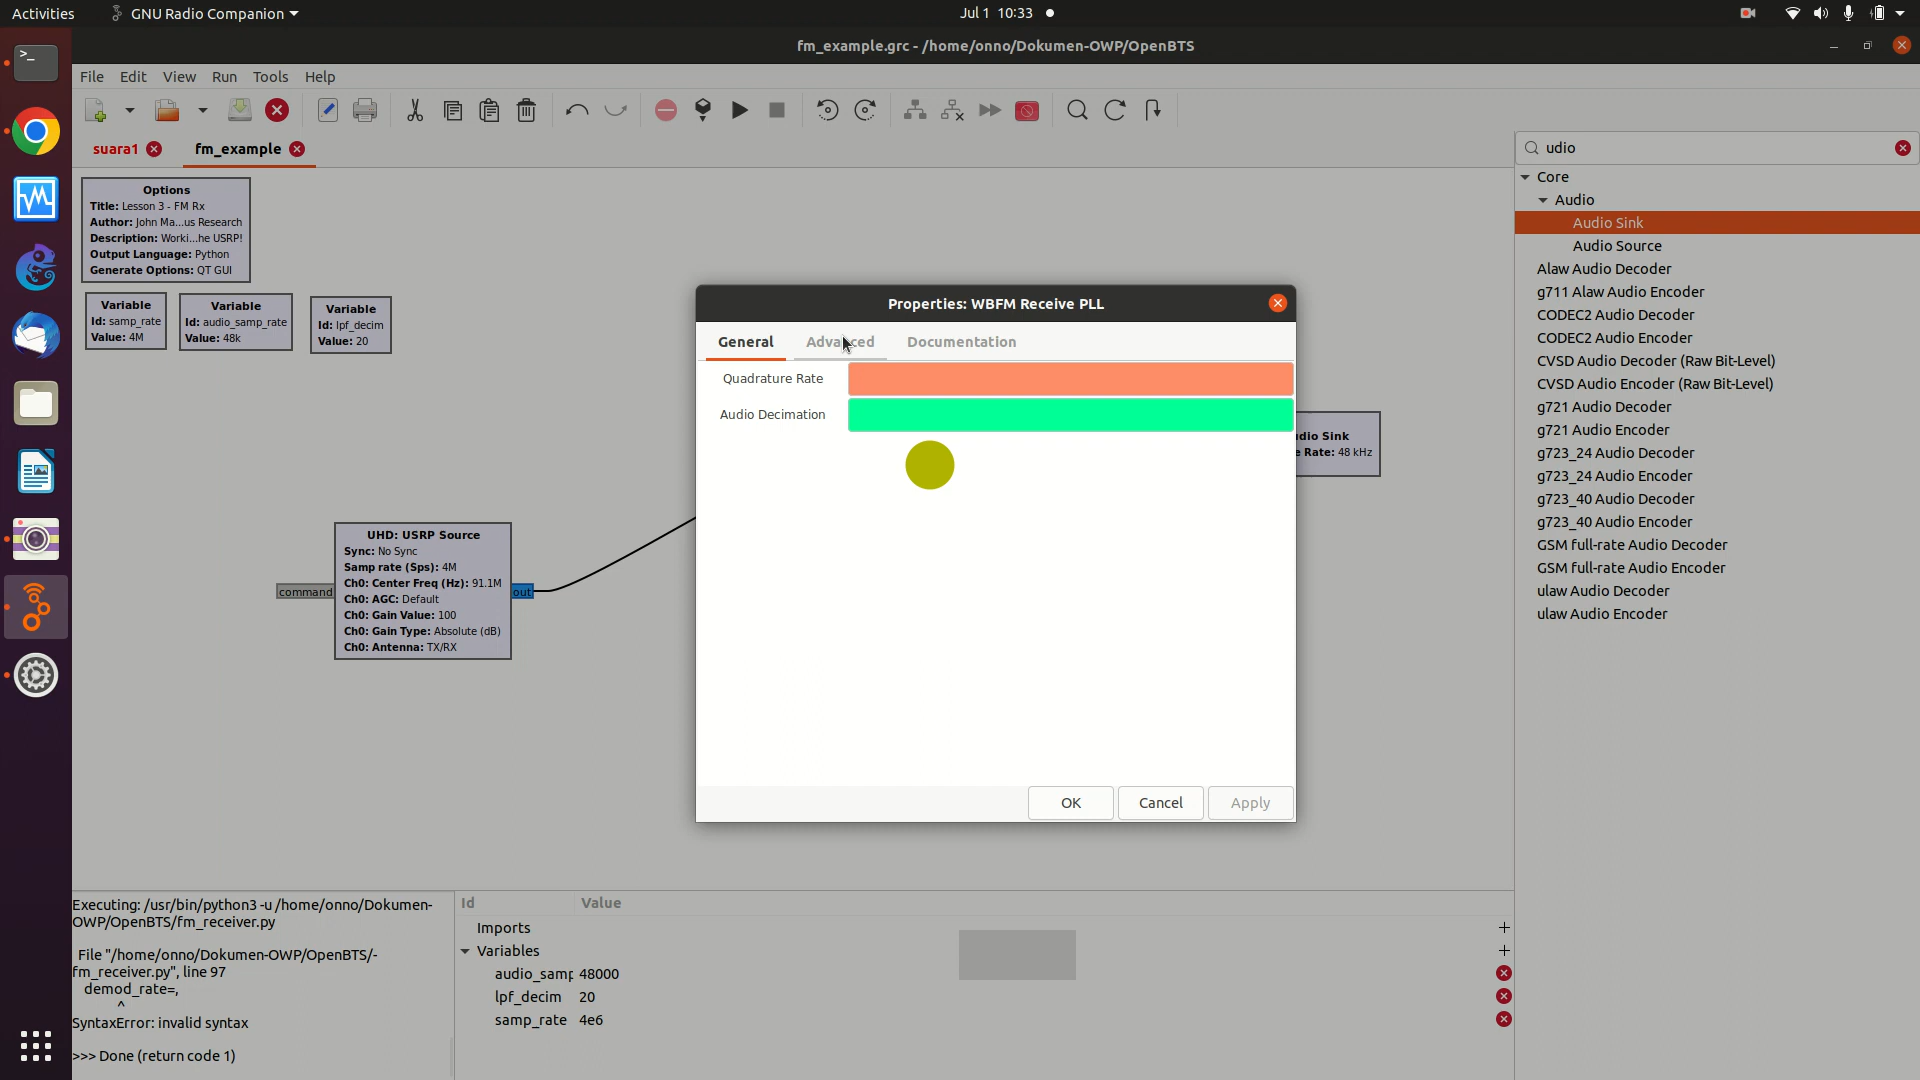 Activities
GNU Radio Companion
Jul 1 10:33
fm_example.grc - /home/onno/Dokumen-OWP/OpenBTS
File Edit View Run Tools Help
suara1
fm_example
udio
Options
Title: Lesson 3 - FM Rx
Author: John Ma...us Research
Description: Worki...he USRP!
Output Language: Python
Generate Options: QT GUI
Variable
Id: samp_rate
Value: 4M
Variable
Id: audio_samp_rate
Value: 48k
Variable
Id: lpf_decim
Value: 20
command
UHD: USRP Source
Sync: No Sync
Samp rate (Sps): 4M
Ch0: Center Freq (Hz): 91.1M
Ch0: AGC: Default
Ch0: Gain Value: 100
Ch0: Gain Type: Absolute (dB)
Ch0: Antenna: TX/RX
out
Properties: WBFM Receive PLL
General Advanced Documentation
Quadrature Rate
Audio Decimation
OK Cancel Apply
dio Sink
e Rate: 48 kHz
Core
Audio
Audio Sink
Audio Source
Alaw Audio Decoder
g711 Alaw Audio Encoder
CODEC2 Audio Decoder
CODEC2 Audio Encoder
CVSD Audio Decoder (Raw Bit-Level)
CVSD Audio Encoder (Raw Bit-Level)
g721 Audio Decoder
g721 Audio Encoder
g723_24 Audio Decoder
g723_24 Audio Encoder
g723_40 Audio Decoder
g723_40 Audio Encoder
GSM full-rate Audio Decoder
GSM full-rate Audio Encoder
ulaw Audio Decoder
ulaw Audio Encoder
Executing: /usr/bin/python3 -u /home/onno/Dokumen-
OWP/OpenBTS/fm_receiver.py
File "/home/onno/Dokumen-OWP/OpenBTS/-
fm_receiver.py", line 97
demod_rate=,
^
SyntaxError: invalid syntax
>>> Done (return code 1)
Id Value
Imports
Variables
audio_samp 48000
lpf_decim 20
samp_rate 4e6